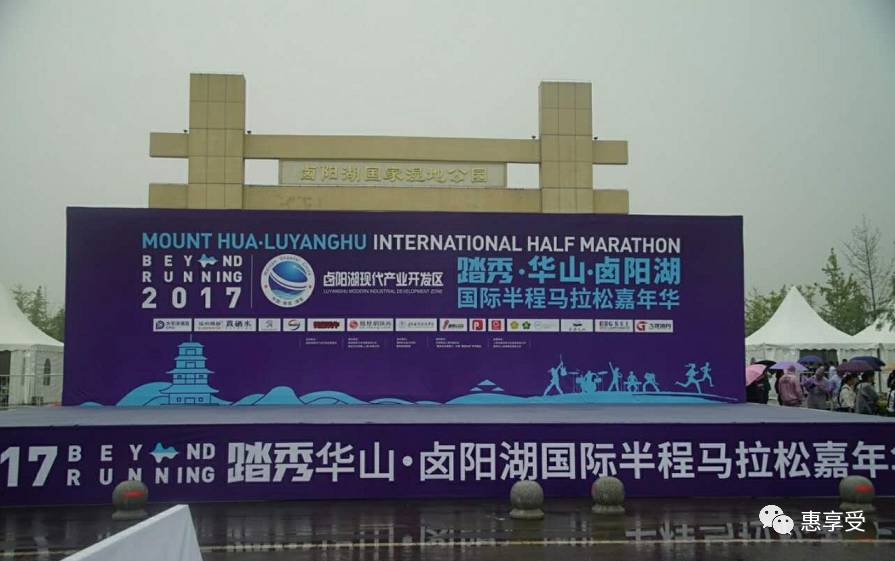 卤阳湖国家湿地公园
MOUNT HUA·LUYANGHU INTERNATIONAL HALF MARATHON
BEYOND
RUNNING
2017
卤阳湖现代产业开发区
LUYANGHU MODERN INDUSTRIAL DEVELOPMENT ZONE
踏秀·华山·卤阳湖
国际半程马拉松嘉年华
17 BEYOND
RUNNING
踏秀华山·卤阳湖国际半程马拉松嘉年
惠享受